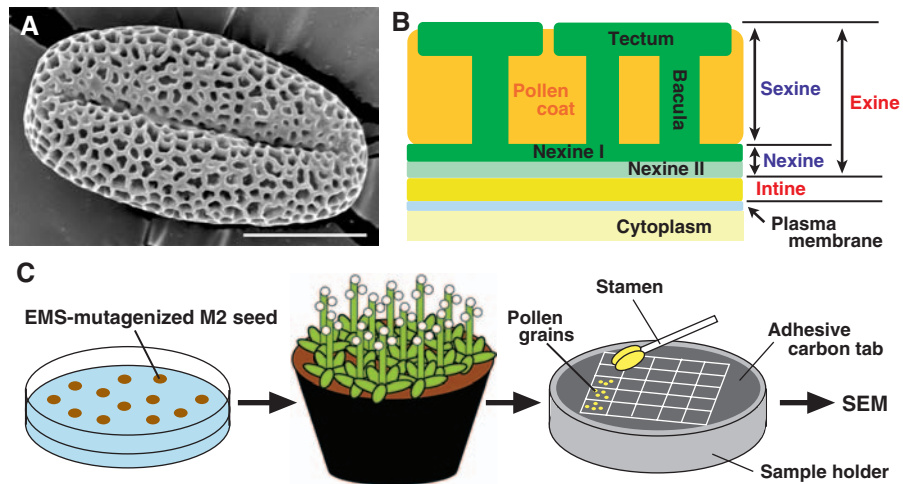 A
B
Tectum
Pollen
coat
Bacula
Sexine
Exine
Nexine I
Nexine II
Nexine
Intine
Plasma
membrane
Cytoplasm
C
EMS-mutagenized M2 seed
Stamen
Pollen
grains
Adhesive
carbon tab
SEM
Sample holder